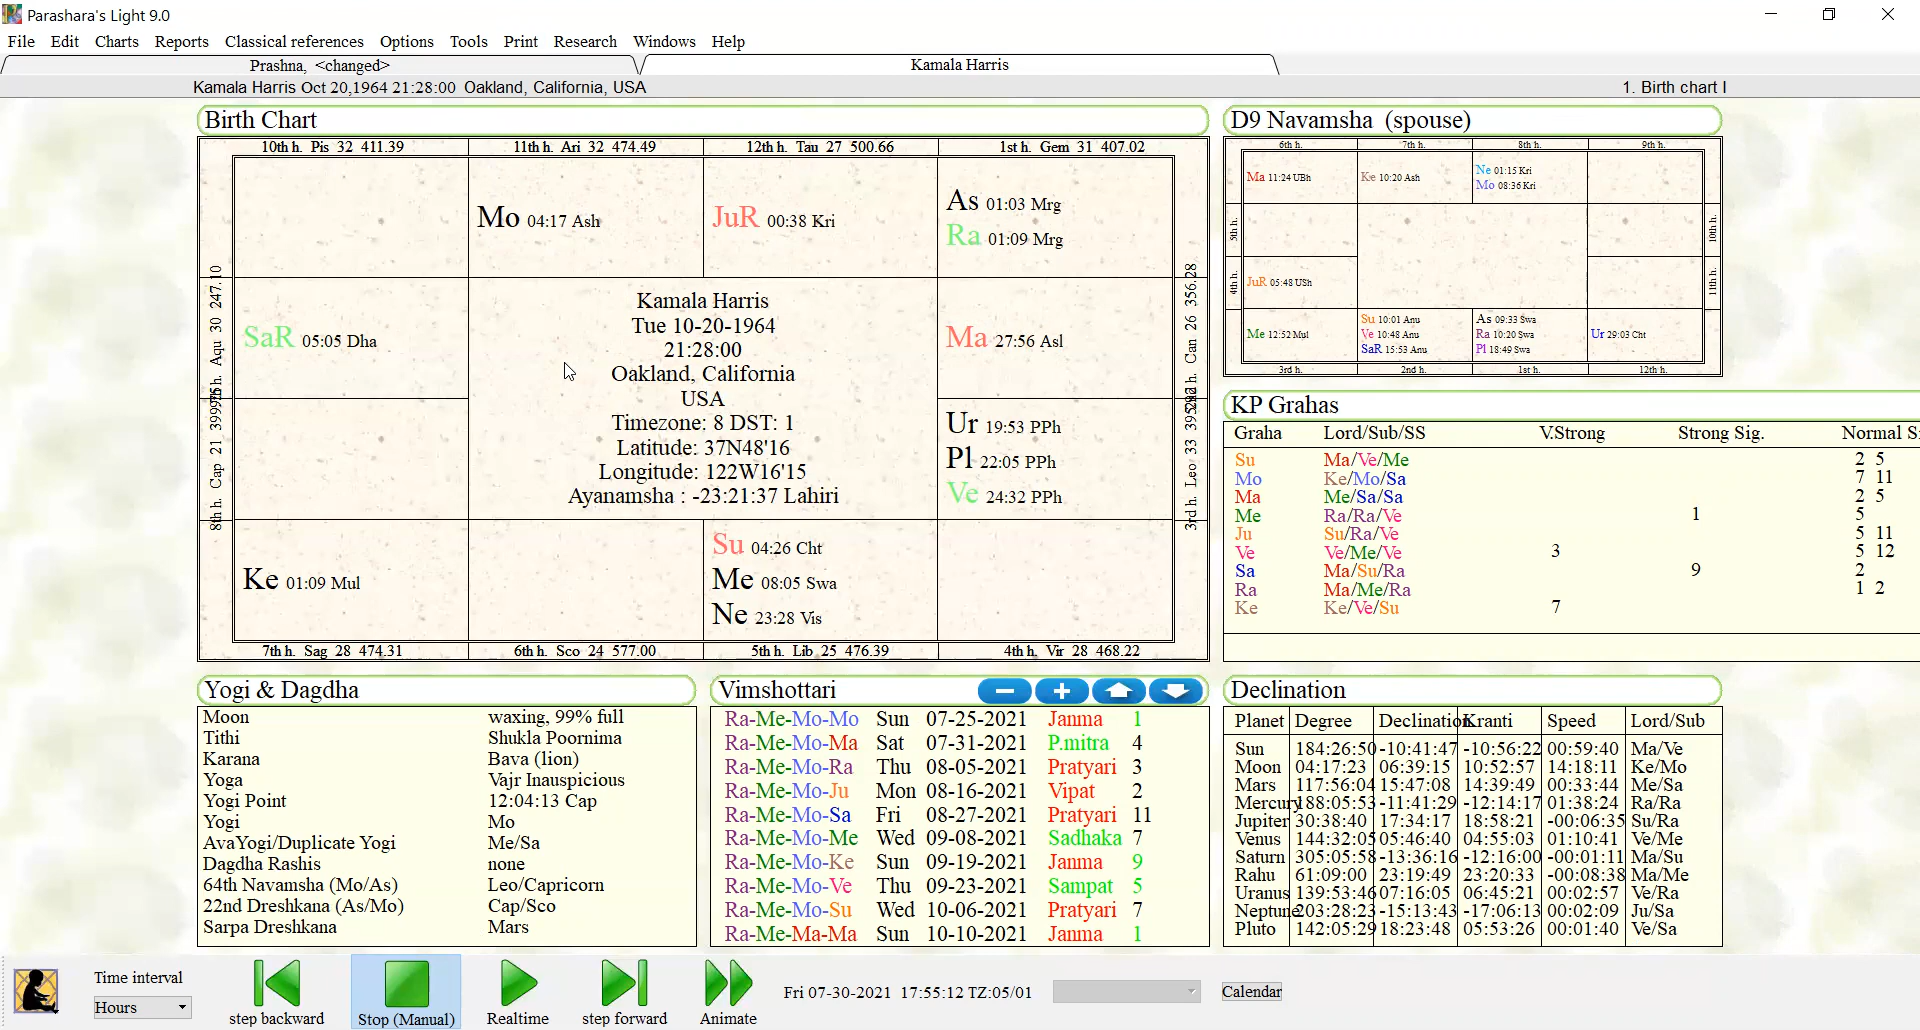 Parashara's Light 9.0
File Edit Charts Reports Classical references Options Tools Print Research Windows Help
Prashna, <changed>
Kamala Harris
Kamala Harris Oct 20,1964 21:28:00 Oakland, California, USA
1. Birth chart I
Birth Chart
10th h. Pis 32 411.39
11th h. Ari 32 474.49
12th h. Tau 27 500.66
1st h. Gem 31 407.02
Mo 04:17 Ash
JuR 00:38 Kri
As 01:03 Mrg
Ra 01:09 Mrg
SaR 05:05 Dha
Kamala Harris
Tue 10-20-1964
21:28:00
Oakland, California
USA
Timezone: 8 DST: 1
Latitude: 37N48'16
Longitude: 122W16'15
Ayanamsha : -23:21:37 Lahiri
Ma 27:56 Asl
Ur 19:53 PPh
Pl 22:05 PPh
Ve 24:32 PPh
Ke 01:09 Mul
Su 04:26 Cht
Me 08:05 Swa
Ne 23:28 Vis
Aqu 30 247.10
8th h. Cap 21
Can 26 356.28
3rd h. Leo 33
7th h. Sag 28 474.31
6th h. Sco 24 577.00
5th h. Lib 25 476.39
4th h. Vir 28 468.22
D9 Navamsha (spouse)
6th h.
7th h.
8th h.
9th h.
Ma 11:24 UBh
Ke 10:20 Ash
Ne 01:15 Kri
Mo 08:36 Kri
5th h.
10th h.
4th h.
11th h.
JuR 05:48 USh
Me 12:52 Mul
Su 10:01 Anu
Ve 10:48 Anu
SaR 15:53 Anu
As 09:33 Swa
Ra 10:20 Swa
Pl 18:49 Swa
Ur 29:03 Cht
3rd h.
2nd h.
1st h.
12th h.
KP Grahas
Graha Lord/Sub/SS V.Strong Strong Sig. Normal S
Su Ma/Ve/Me 2 5
Mo Ke/Mo/Sa 7 11
Ma Me/Sa/Sa 2 5
Me Ra/Ra/Ve 1 5
Ju Su/Ra/Ve 5 11
Ve Ve/Me/Ve 3 5 12
Sa Ma/Su/Ra 9 2
Ra Ma/Me/Ra 1 2
Ke Ke/Ve/Su 7
Yogi & Dagdha
Moon waxing, 99% full
Tithi Shukla Poornima
Karana Bava (lion)
Yoga Vajr Inauspicious
Yogi Point 12:04:13 Cap
Yogi Mo
AvaYogi/Duplicate Yogi Me/Sa
Dagdha Rashis none
64th Navamsha (Mo/As) Leo/Capricorn
22nd Dreshkana (As/Mo) Cap/Sco
Sarpa Dreshkana Mars
Vimshottari
Ra-Me-Mo-Mo Sun 07-25-2021 Janma 1
Ra-Me-Mo-Ma Sat 07-31-2021 P.mitra 4
Ra-Me-Mo-Ra Thu 08-05-2021 Pratyari 3
Ra-Me-Mo-Ju Mon 08-16-2021 Vipat 2
Ra-Me-Mo-Sa Fri 08-27-2021 Pratyari 11
Ra-Me-Mo-Me Wed 09-08-2021 Sadhaka 7
Ra-Me-Mo-Ke Sun 09-19-2021 Janma 9
Ra-Me-Mo-Ve Thu 09-23-2021 Sampat 5
Ra-Me-Mo-Su Wed 10-06-2021 Pratyari 7
Ra-Me-Ma-Ma Sun 10-10-2021 Janma 1
Declination
Planet Degree Declination Kranti Speed Lord/Sub
Sun 184:26:50 -10:41:47 -10:56:22 00:59:40 Ma/Ve
Moon 04:17:23 06:39:15 10:52:57 14:18:11 Ke/Mo
Mars 117:56:04 15:47:08 14:39:49 00:33:44 Me/Sa
Mercury 188:05:53 -11:41:29 -12:14:17 01:38:24 Ra/Ra
Jupiter 30:38:40 17:34:17 18:58:21 -00:06:35 Su/Ra
Venus 144:32:05 05:46:40 04:55:03 01:10:41 Ve/Me
Saturn 305:05:58 -13:36:16 -12:16:00 -00:01:11 Ma/Su
Rahu 61:09:00 23:19:49 23:20:33 -00:08:38 Ma/Me
Uranus 139:53:46 07:16:05 06:45:21 00:02:57 Ve/Ra
Neptune 203:28:23 -15:13:43 -17:06:13 00:02:09 Ju/Sa
Pluto 142:05:29 18:23:48 05:53:26 00:01:40 Ve/Sa
Time interval
Hours
step backward
Stop (Manual)
Realtime
step forward
Animate
Fri 07-30-2021 17:55:12 TZ:05/01
Calendar